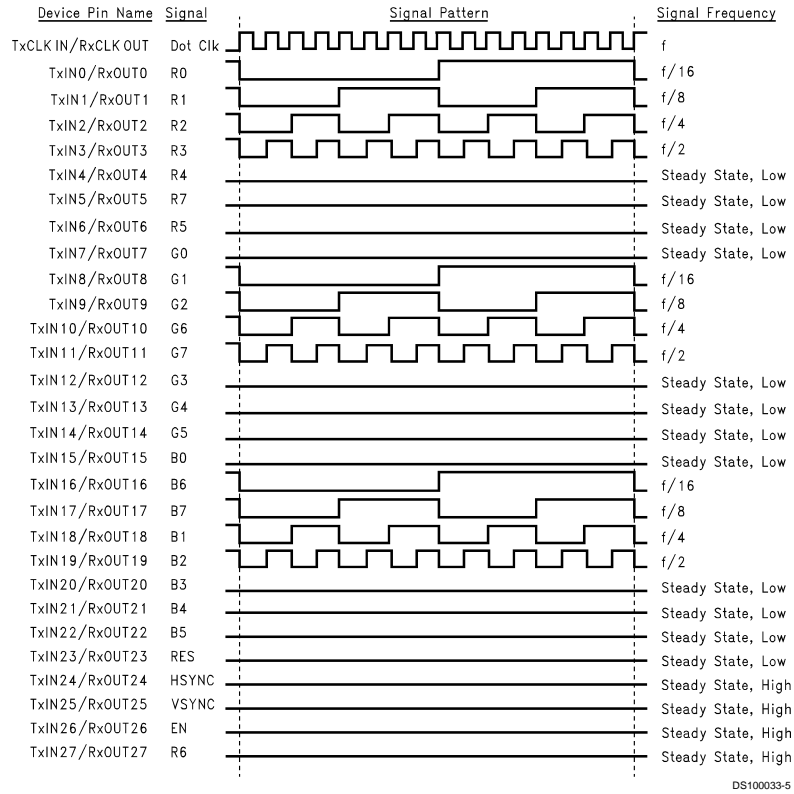 Device Pin Name Signal Signal Pattern Signal Frequency
TxCLK IN/RxCLK OUT Dot Clk f
TxIN0/RxOUT0 R0 f/16
TxIN1/RxOUT1 R1 f/8
TxIN2/RxOUT2 R2 f/4
TxIN3/RxOUT3 R3 f/2
TxIN4/RxOUT4 R4 Steady State, Low
TxIN5/RxOUT5 R7 Steady State, Low
TxIN6/RxOUT6 R5 Steady State, Low
TxIN7/RxOUT7 G0 Steady State, Low
TxIN8/RxOUT8 G1 f/16
TxIN9/RxOUT9 G2 f/8
TxIN10/RxOUT10 G6 f/4
TxIN11/RxOUT11 G7 f/2
TxIN12/RxOUT12 G3 Steady State, Low
TxIN13/RxOUT13 G4 Steady State, Low
TxIN14/RxOUT14 G5 Steady State, Low
TxIN15/RxOUT15 B0 Steady State, Low
TxIN16/RxOUT16 B6 f/16
TxIN17/RxOUT17 B7 f/8
TxIN18/RxOUT18 B1 f/4
TxIN19/RxOUT19 B2 f/2
TxIN20/RxOUT20 B3 Steady State, Low
TxIN21/RxOUT21 B4 Steady State, Low
TxIN22/RxOUT22 B5 Steady State, Low
TxIN23/RxOUT23 RES Steady State, Low
TxIN24/RxOUT24 HSYNC Steady State, High
TxIN25/RxOUT25 VSYNC Steady State, High
TxIN26/RxOUT26 EN Steady State, High
TxIN27/RxOUT27 R6 Steady State, High
DS100033-5